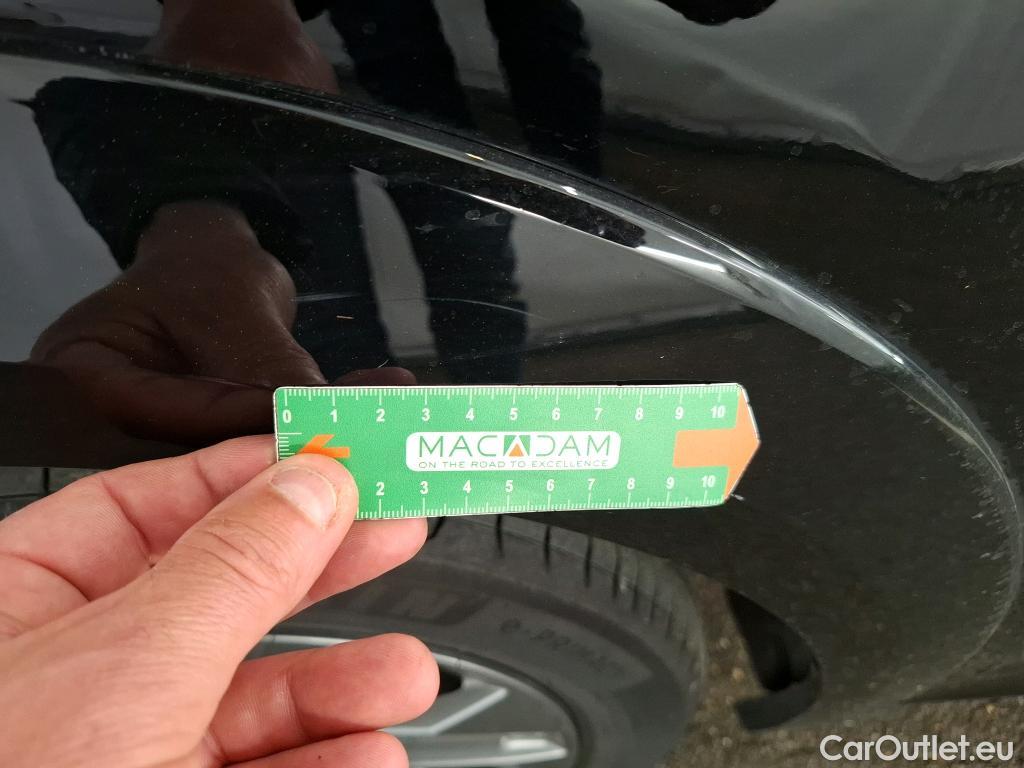 0 1 2 3 4 5 6 7 8 9 10
MACADAM
ON THE ROAD TO EXCELLENCE
2 3 4 5 6 7 8 9 10
CarOutlet.eu